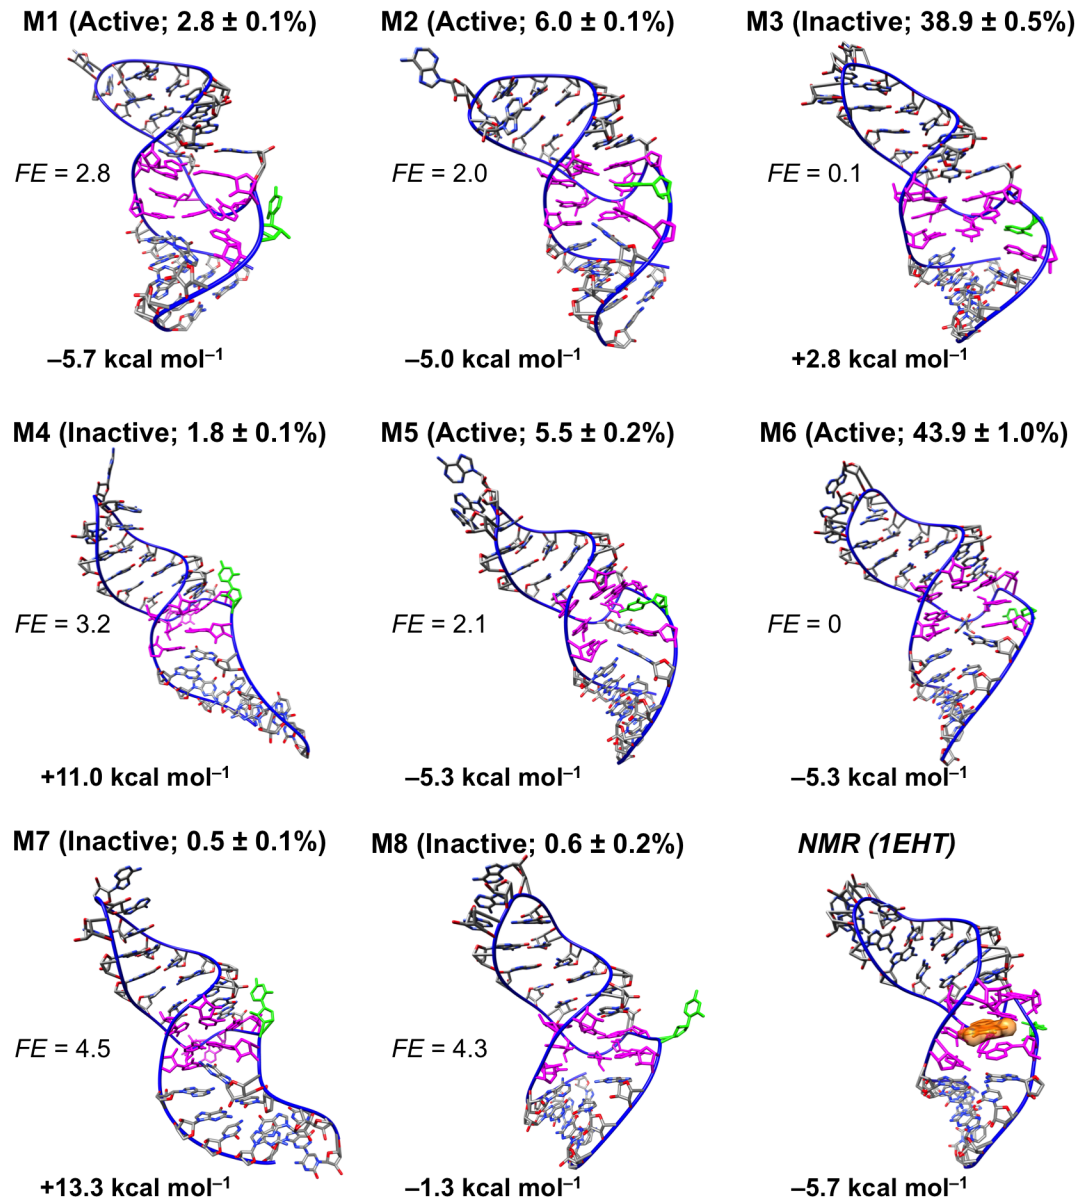 M1 (Active; 2.8 ± 0.1%)
M2 (Active; 6.0 ± 0.1%)
M3 (Inactive; 38.9 ± 0.5%)
FE = 2.8
FE = 2.0
FE = 0.1
–5.7 kcal mol⁻¹
–5.0 kcal mol⁻¹
+2.8 kcal mol⁻¹
M4 (Inactive; 1.8 ± 0.1%)
M5 (Active; 5.5 ± 0.2%)
M6 (Active; 43.9 ± 1.0%)
FE = 3.2
FE = 2.1
FE = 0
+11.0 kcal mol⁻¹
–5.3 kcal mol⁻¹
–5.3 kcal mol⁻¹
M7 (Inactive; 0.5 ± 0.1%)
M8 (Inactive; 0.6 ± 0.2%)
NMR (1EHT)
FE = 4.5
FE = 4.3
+13.3 kcal mol⁻¹
–1.3 kcal mol⁻¹
–5.7 kcal mol⁻¹